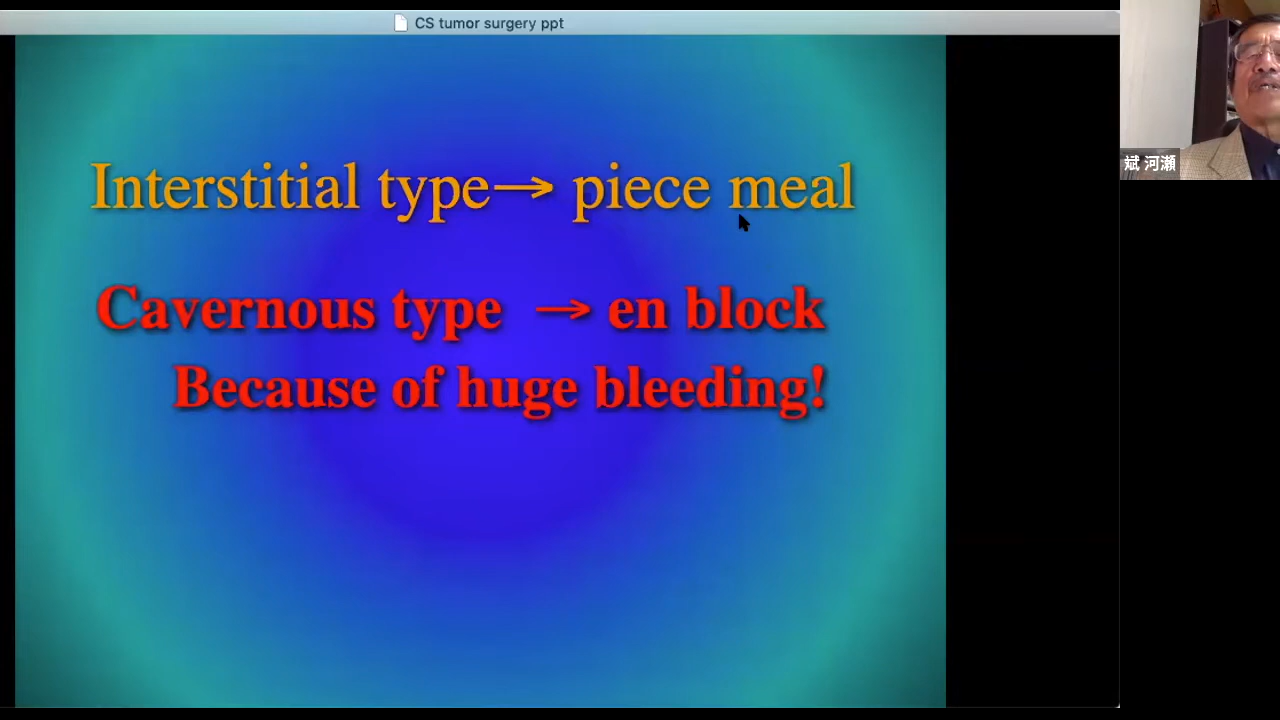 CS tumor surgery ppt
Interstitial type→ piece meal
Cavernous type → en block
Because of huge bleeding!
斌 河瀬